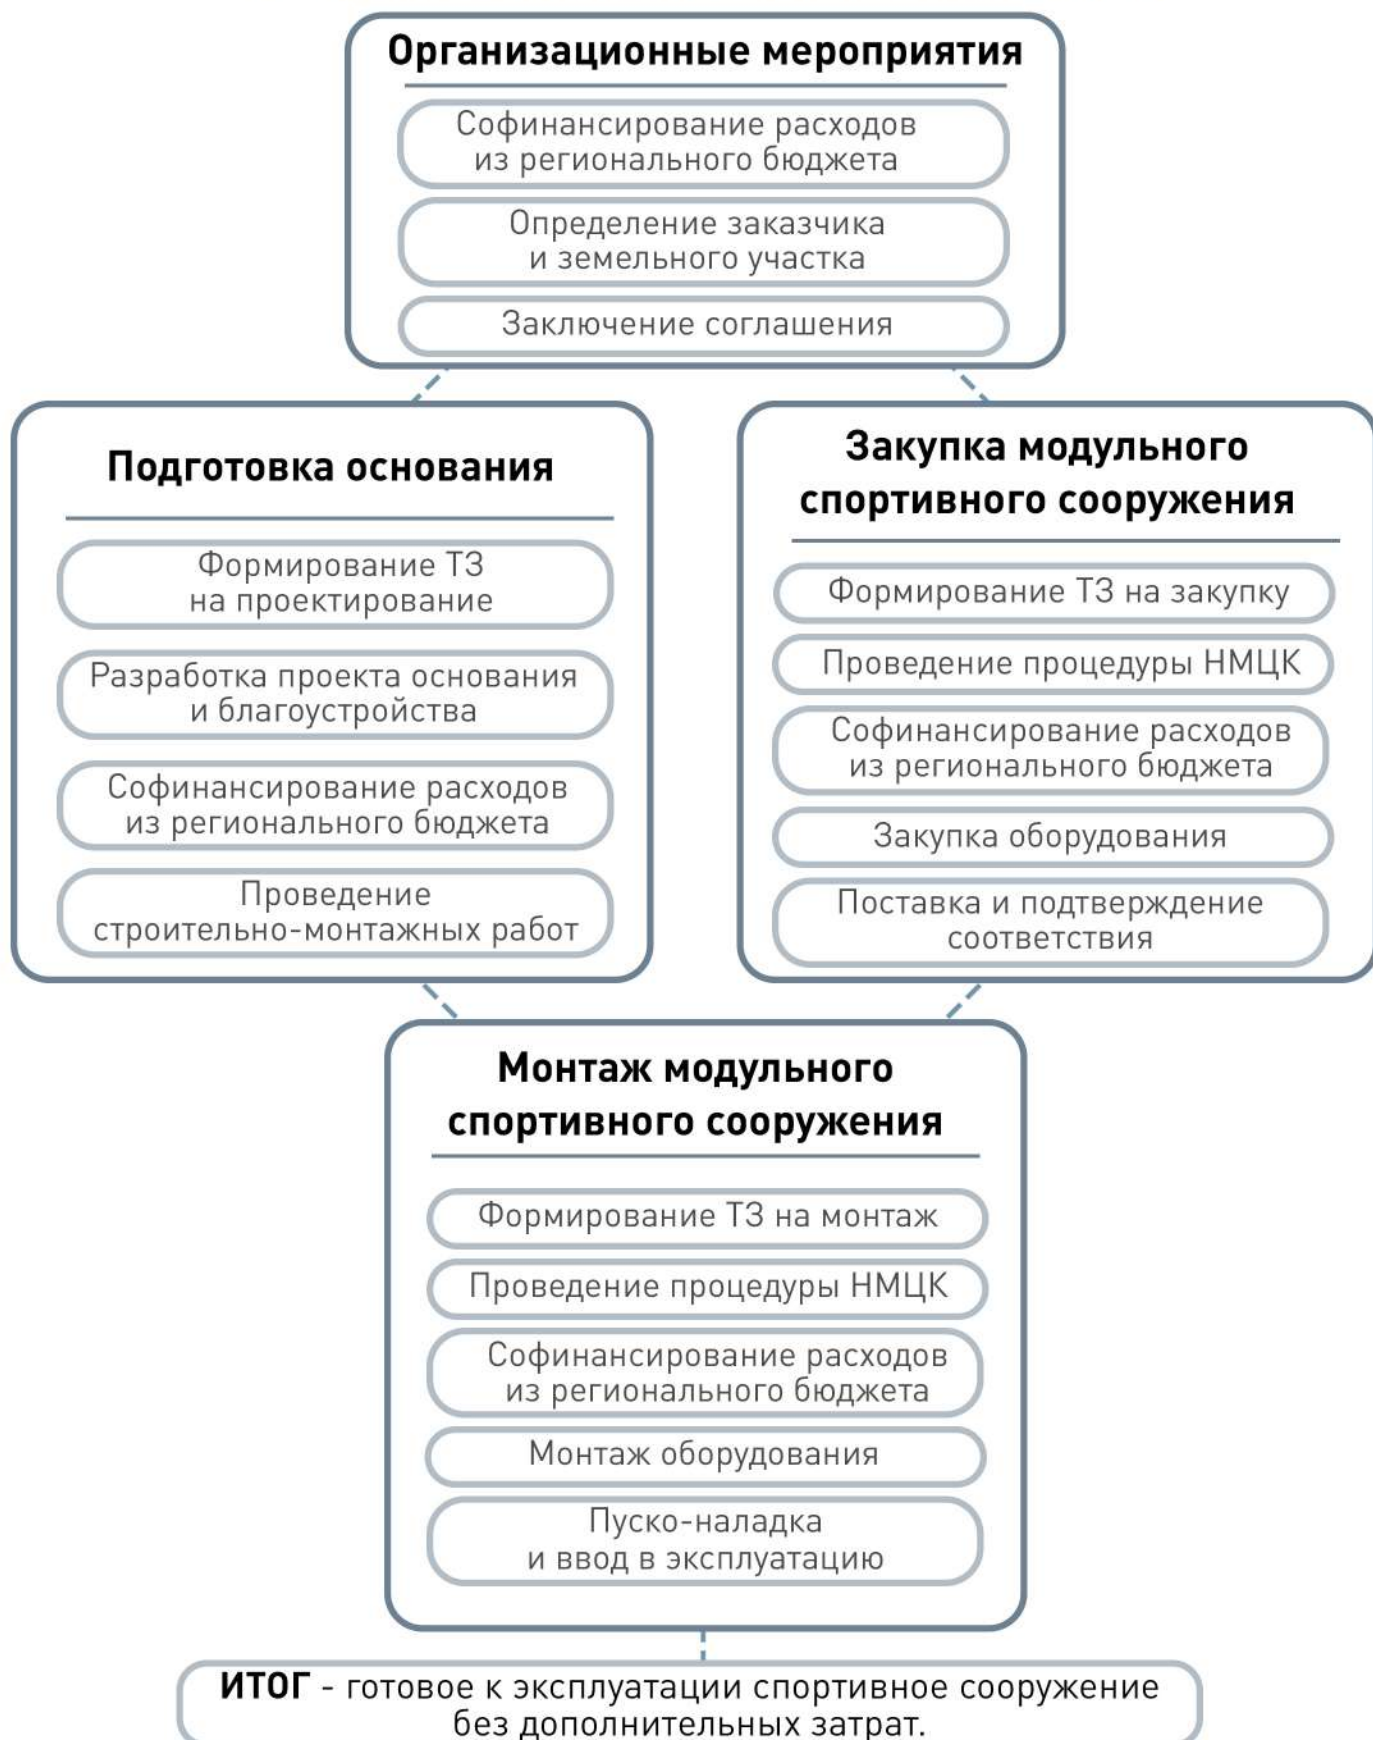 Организационные мероприятия
Софинансирование расходов
из регионального бюджета
Определение заказчика
и земельного участка
Заключение соглашения
Подготовка основания
Формирование ТЗ
на проектирование
Разработка проекта основания
и благоустройства
Софинансирование расходов
из регионального бюджета
Проведение
строительно-монтажных работ
Закупка модульного
спортивного сооружения
Формирование ТЗ на закупку
Проведение процедуры НМЦК
Софинансирование расходов
из регионального бюджета
Закупка оборудования
Поставка и подтверждение
соответствия
Монтаж модульного
спортивного сооружения
Формирование ТЗ на монтаж
Проведение процедуры НМЦК
Софинансирование расходов
из регионального бюджета
Монтаж оборудования
Пуско-наладка
и ввод в эксплуатацию
ИТОГ - готовое к эксплуатации спортивное сооружение
без дополнительных затрат.